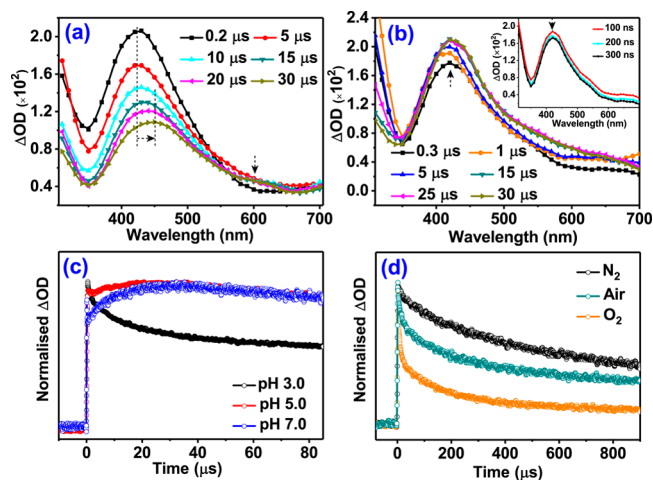 (a)
0.2 μs 5 μs
10 μs 15 μs
20 μs 30 μs
2.0
1.6
1.2
0.8
0.4
ΔOD (×10²)
400 500 600 700
Wavelength (nm)
(b)
2.8
2.4
2.0
1.6
1.2
0.8
0.4
0.0
ΔOD (×10²)
0.3 μs 1 μs
5 μs 15 μs
25 μs 30 μs
400 500 600 700
Wavelength (nm)
100 ns
200 ns
300 ns
2.0
1.5
1.0
0.5
ΔOD (×10²)
400 500 600 700
Wavelength (nm)
(c)
Normalised ΔOD
pH 3.0
pH 5.0
pH 7.0
0 20 40 60 80
Time (μs)
(d)
Normalised ΔOD
N₂
Air
O₂
0 200 400 600 800
Time (μs)